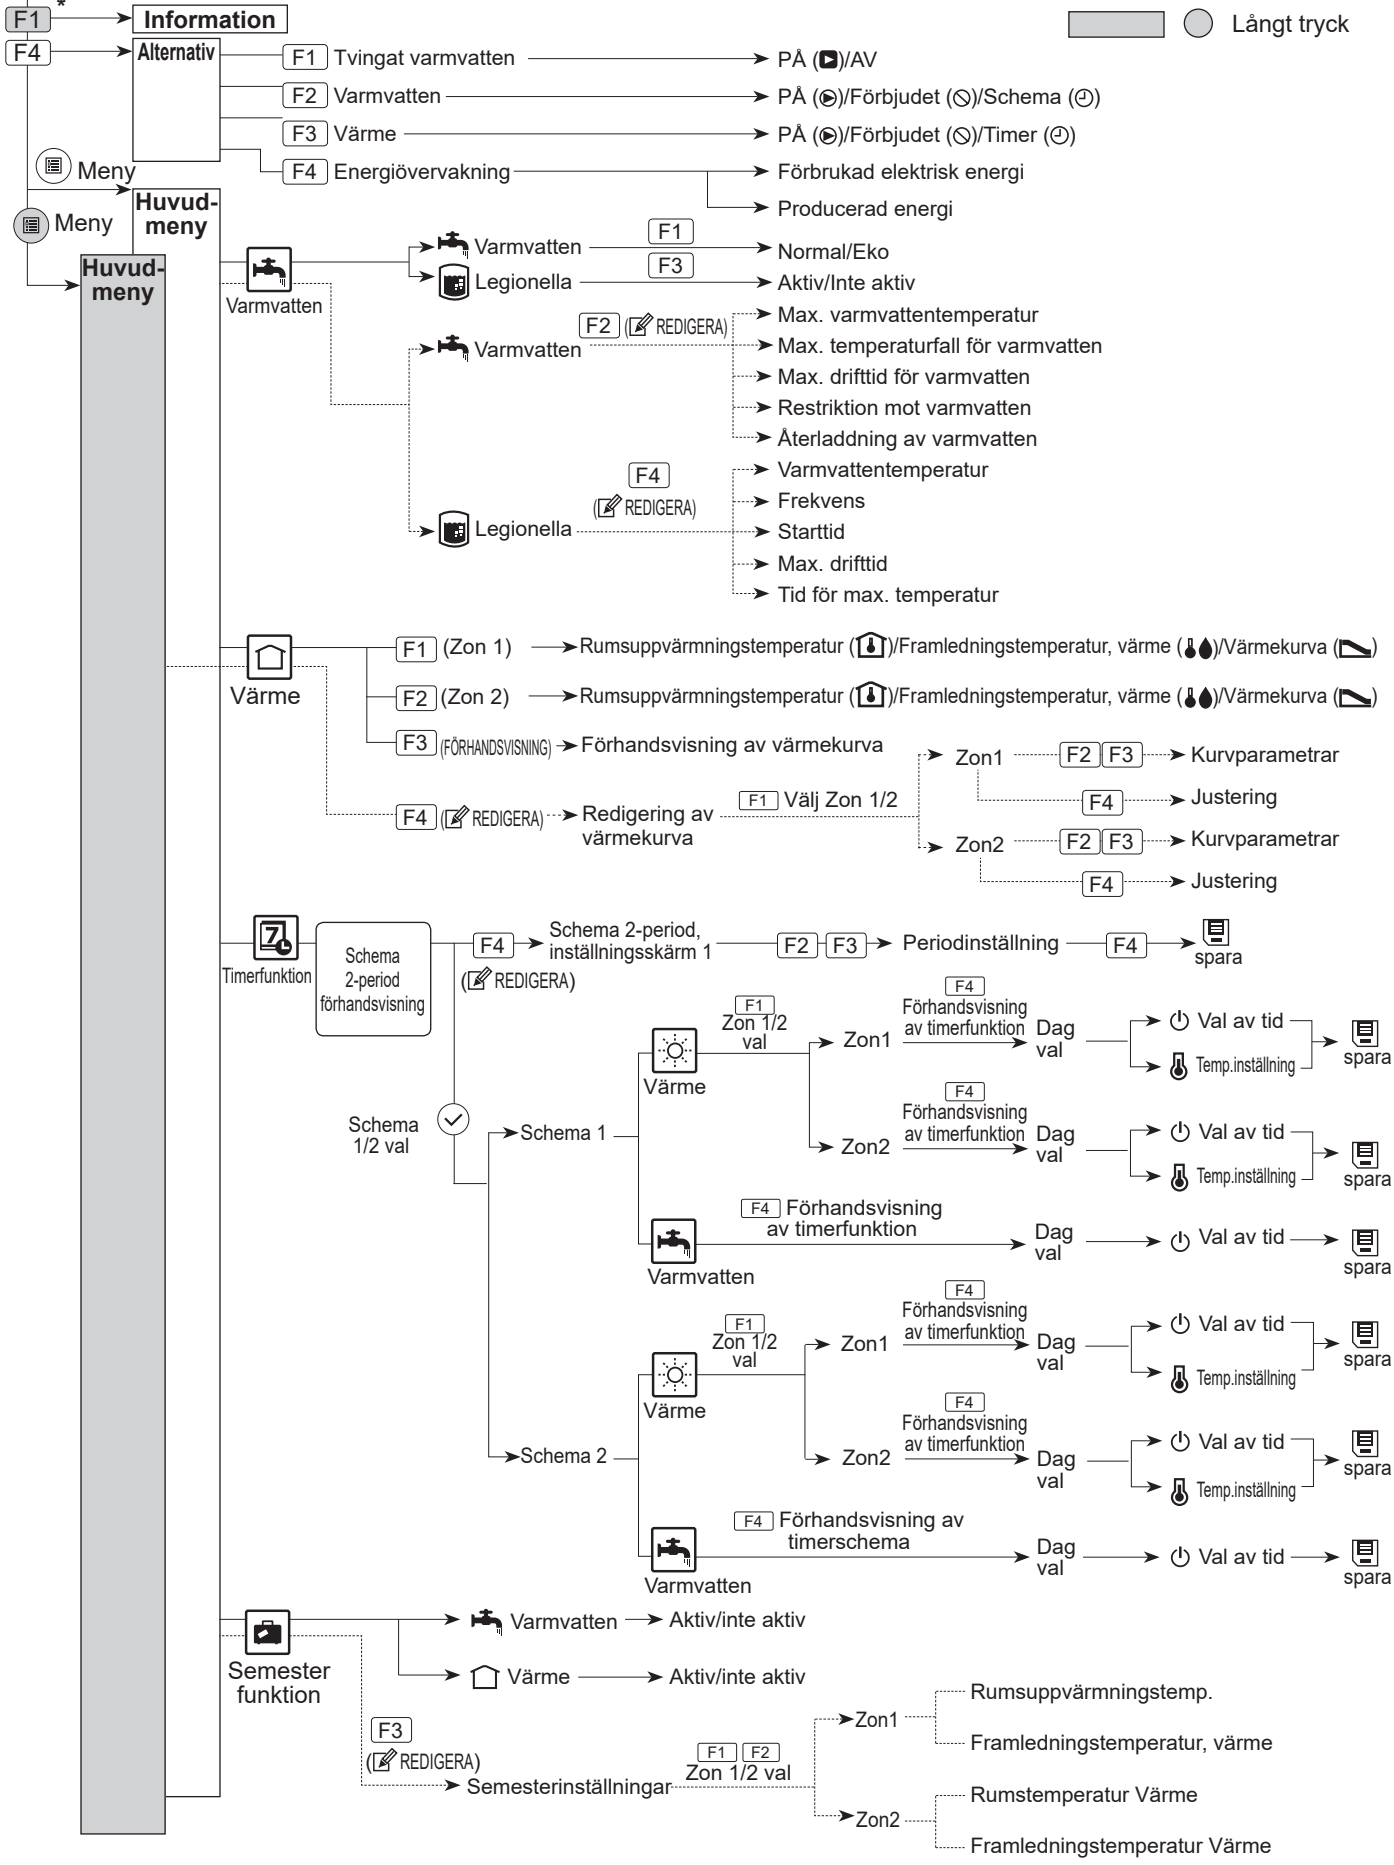 *
F1 Information
Långt tryck
F4 Alternativ
F1 Tvingat varmvatten PÅ ()/AV
F2 Varmvatten PÅ ()/Förbjudet ()/Schema ()
F3 Värme PÅ ()/Förbjudet ()/Timer ()
F4 Energiövervakning Förbrukad elektrisk energi
Producerad energi
Meny
Huvud-
meny
Meny
Huvud-
meny
Varmvatten
Varmvatten F1 Normal/Eko
Legionella F3 Aktiv/Inte aktiv
Varmvatten F2 (REDIGERA)
Max. varmvattentemperatur
Max. temperaturfall för varmvatten
Max. drifttid för varmvatten
Restriktion mot varmvatten
Återladdning av varmvatten
Legionella F4
(REDIGERA)
Varmvattentemperatur
Frekvens
Starttid
Max. drifttid
Tid för max. temperatur
Värme
F1 (Zon 1) Rumsuppvärmningstemperatur ()/Framledningstemperatur, värme ()/Värmekurva ()
F2 (Zon 2) Rumsuppvärmningstemperatur ()/Framledningstemperatur, värme ()/Värmekurva ()
F3 (FÖRHANDSVISNING) Förhandsvisning av värmekurva
F4 (REDIGERA) Redigering av
värmekurva
F1 Välj Zon 1/2
Zon1 F2 F3 Kurvparametrar
F4 Justering
Zon2 F2 F3 Kurvparametrar
F4 Justering
7
Timerfunktion
Schema
2-period
förhandsvisning
F4
(REDIGERA)
Schema 2-period,
inställningsskärm 1
F2 F3 Periodinställning F4 spara
Schema
1/2 val
Schema 1
Värme
F1
Zon 1/2
val
Zon1
F4
Förhandsvisning
av timerfunktion
Dag
val
Val av tid
Temp.inställning
spara
Zon2
F4
Förhandsvisning
av timerfunktion
Dag
val
Val av tid
Temp.inställning
spara
Varmvatten
F4 Förhandsvisning
av timerfunktion
Dag
val
Val av tid
spara
Schema 2
Värme
F1
Zon 1/2
val
Zon1
F4
Förhandsvisning
av timerfunktion
Dag
val
Val av tid
Temp.inställning
spara
Zon2
F4
Förhandsvisning
av timerfunktion
Dag
val
Val av tid
Temp.inställning
spara
Varmvatten
F4 Förhandsvisning av
timerschema
Dag
val
Val av tid
spara
Semester
funktion
Varmvatten Aktiv/inte aktiv
Värme Aktiv/inte aktiv
F3
(REDIGERA)
Semesterinställningar
F1 F2
Zon 1/2 val
Zon1
Rumsuppvärmningstemp.
Framledningstemperatur, värme
Zon2
Rumstemperatur Värme
Framledningstemperatur Värme